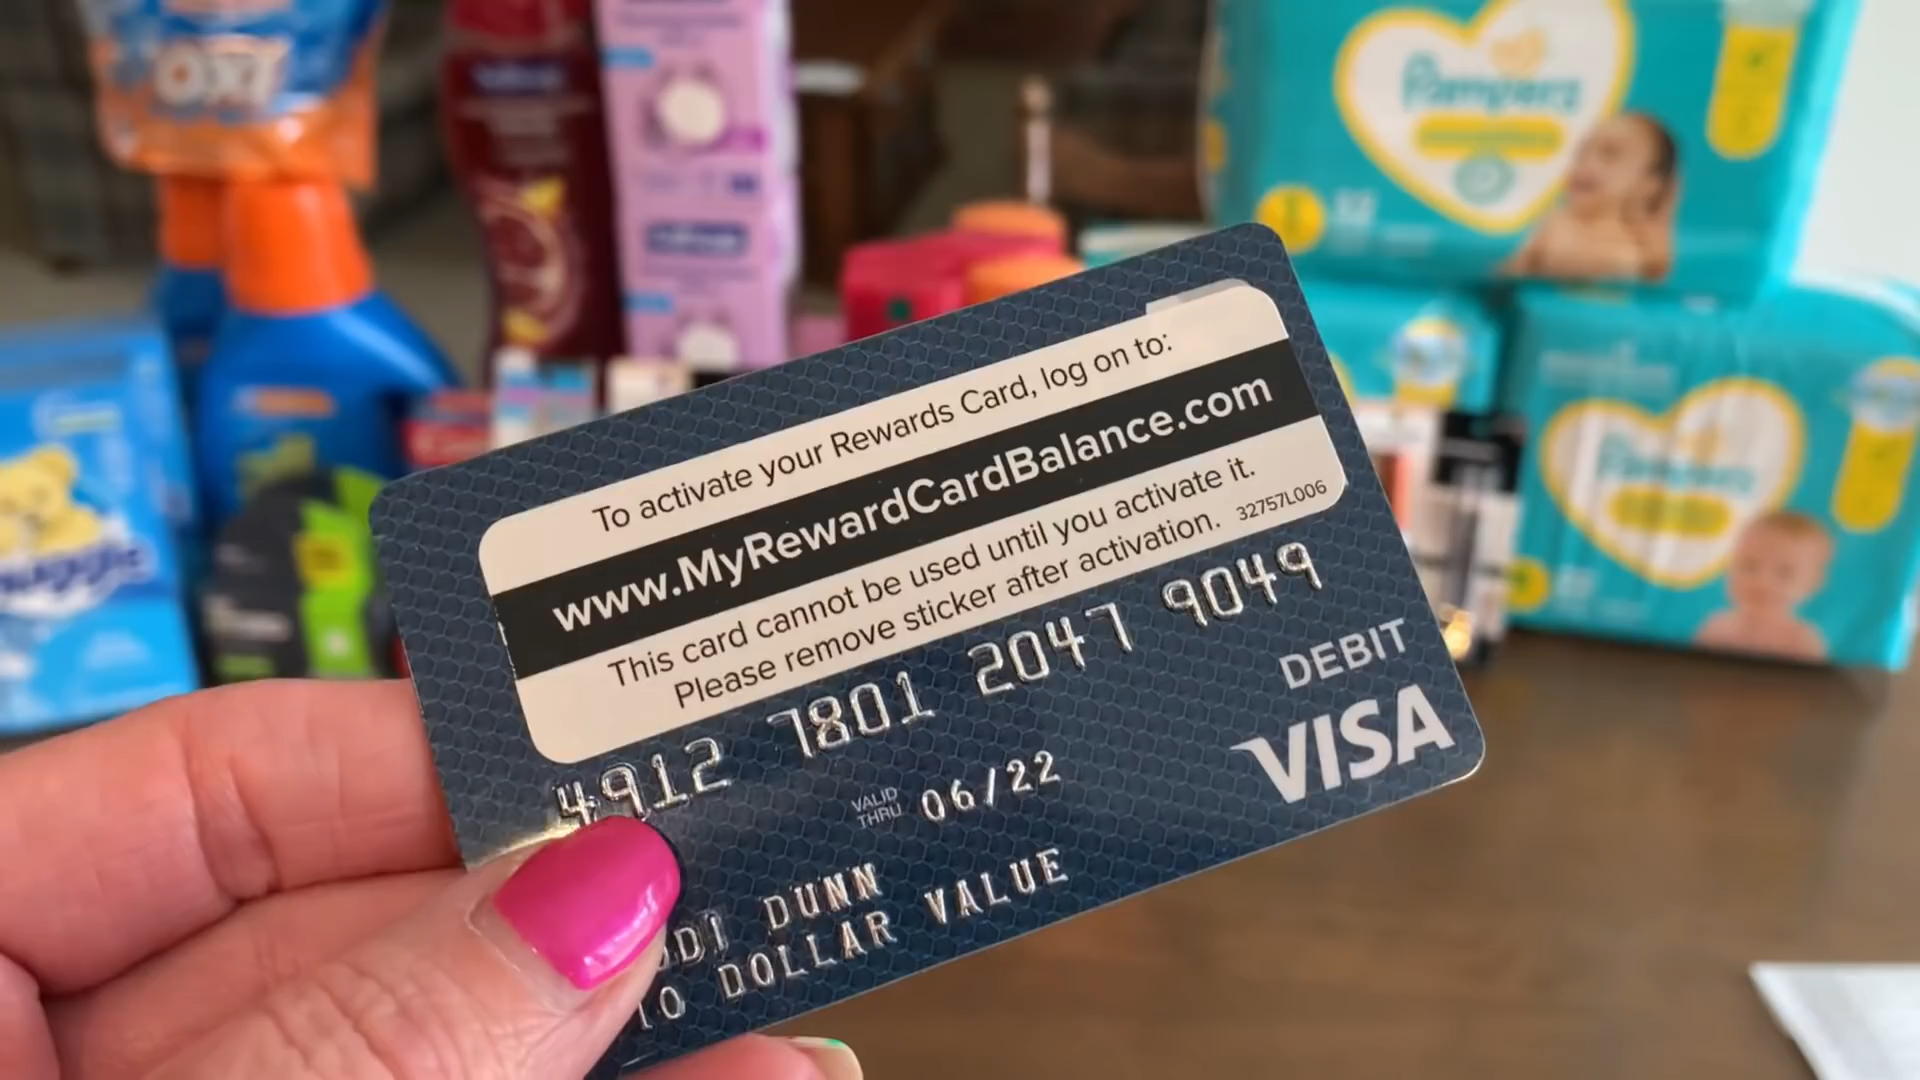 To activate your Rewards Card, log on to:
www.MyRewardCardBalance.com
This card cannot be used until you activate it.
Please remove sticker after activation.
32757L006
4912 7801 2047 9049
DEBIT
VISA
VALID
THRU
06/22
DI DUNN
10 DOLLAR VALUE
OXI
Pampers
Pampers